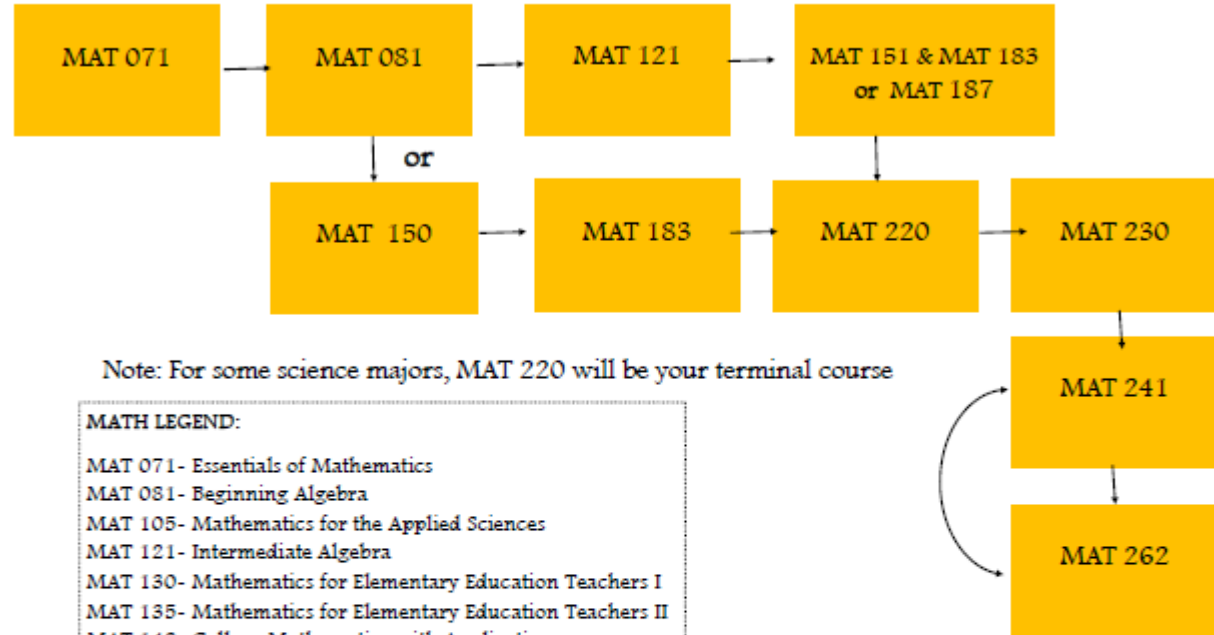 MAT 071
MAT 081
MAT 121
MAT 151 & MAT 183
or MAT 187
or
MAT 150
MAT 183
MAT 220
MAT 230
Note: For some science majors, MAT 220 will be your terminal course
MAT 241
MATH LEGEND:
MAT 071- Essentials of Mathematics
MAT 081- Beginning Algebra
MAT 105- Mathematics for the Applied Sciences
MAT 121- Intermediate Algebra
MAT 130- Mathematics for Elementary Education Teachers I
MAT 135- Mathematics for Elementary Education Teachers II
MAT 262